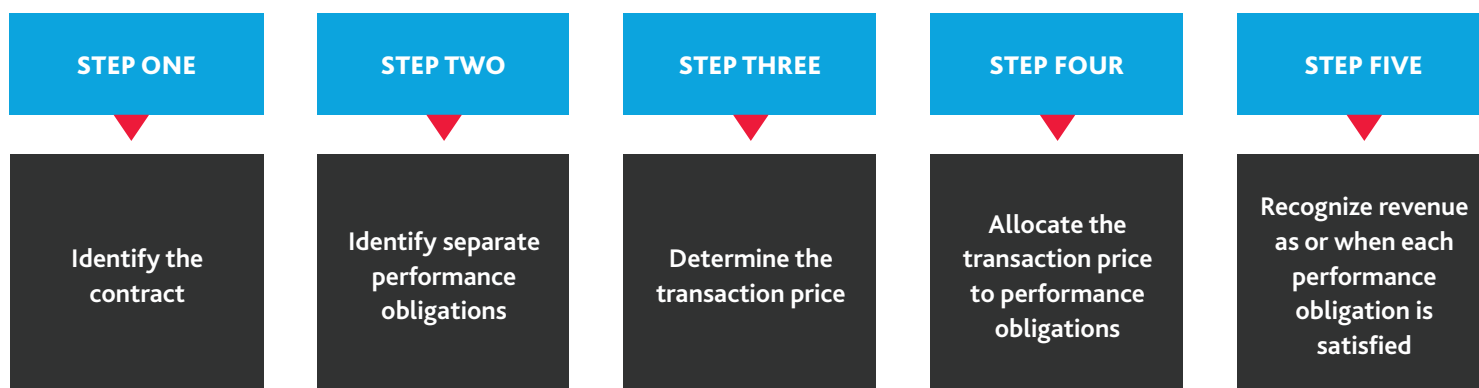 STEP ONE
Identify the
contract
STEP TWO
Identify separate
performance
obligations
STEP THREE
Determine the
transaction price
STEP FOUR
Allocate the
transaction price
to performance
obligations
STEP FIVE
Recognize revenue
as or when each
performance
obligation is
satisfied